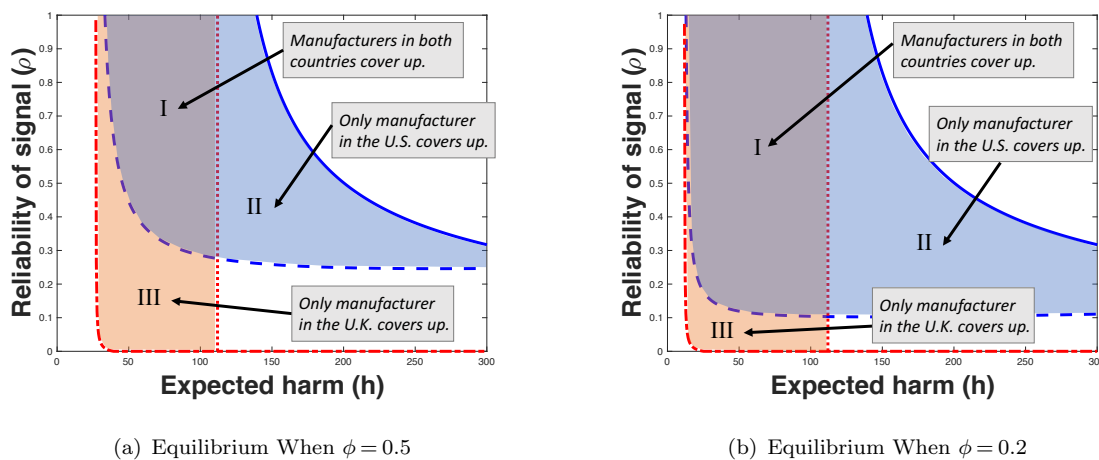 Manufacturers in both
countries cover up.
Only manufacturer
in the U.S. covers up.
Only manufacturer
in the U.K. covers up.
I
II
III
Reliability of signal (ρ)
1
0.9
0.8
0.7
0.6
0.5
0.4
0.3
0.2
0.1
0
0 50 100 150 200 250 300
Expected harm (h)
(a) Equilibrium When ϕ = 0.5
Manufacturers in both
countries cover up.
Only manufacturer
in the U.S. covers up.
Only manufacturer
in the U.K. covers up.
I
II
III
Reliability of signal (ρ)
1
0.9
0.8
0.7
0.6
0.5
0.4
0.3
0.2
0.1
0
0 50 100 150 200 250 300
Expected harm (h)
(b) Equilibrium When ϕ = 0.2